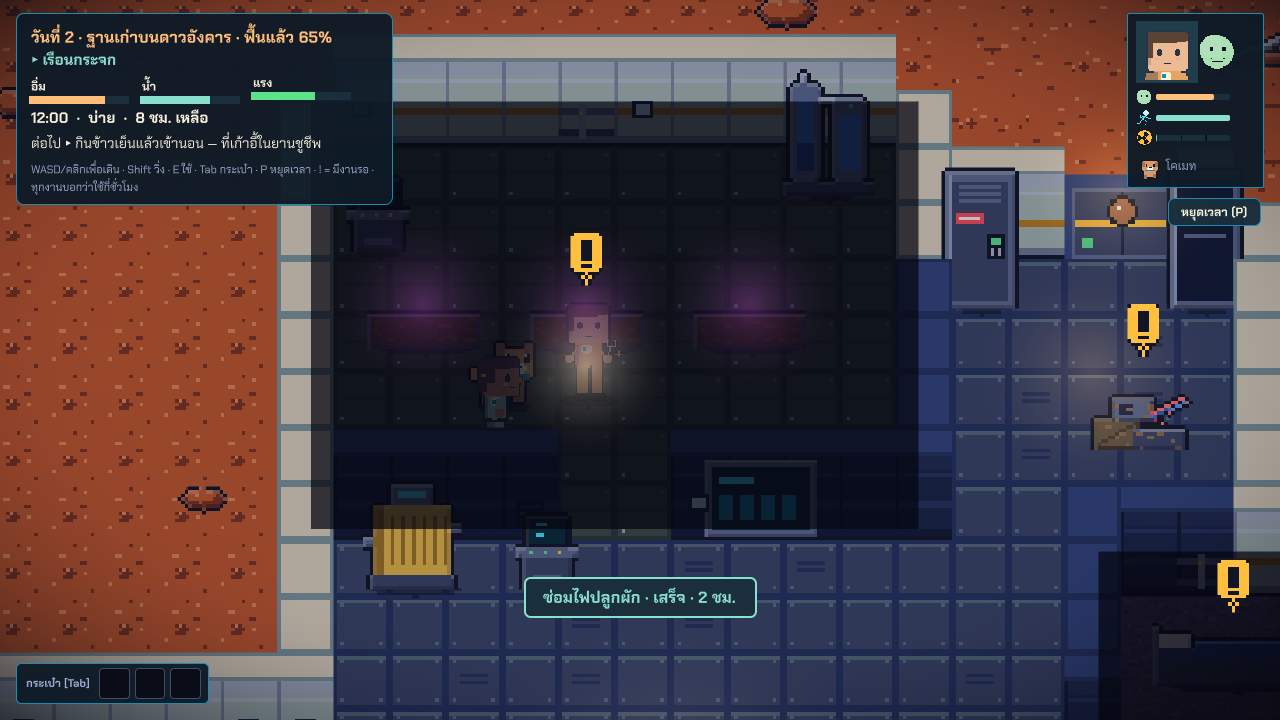 วันที่ 2 · ฐานเก่าบนดาวอังคาร · ฟื้นแล้ว 65%
▸ เรือนกระจก
อิ่ม น้ำ แรง
12:00 · บ่าย · 8 ชม. เหลือ
ต่อไป ▸ กินข้าวเย็นแล้วเข้านอน — ที่เก้าอี้ในยานชูชีพ
WASD/คลิกเพื่อเดิน · Shift วิ่ง · E ใช้ · Tab กระเป๋า · P หยุดเวลา · ! = มีงานรอ ·
ทุกงานบอกว่าใช้กี่ชั่วโมง
โคเมท
หยุดเวลา (P)
ซ่อมไฟปลูกผัก · เสร็จ · 2 ชม.
กระเป๋า [Tab]